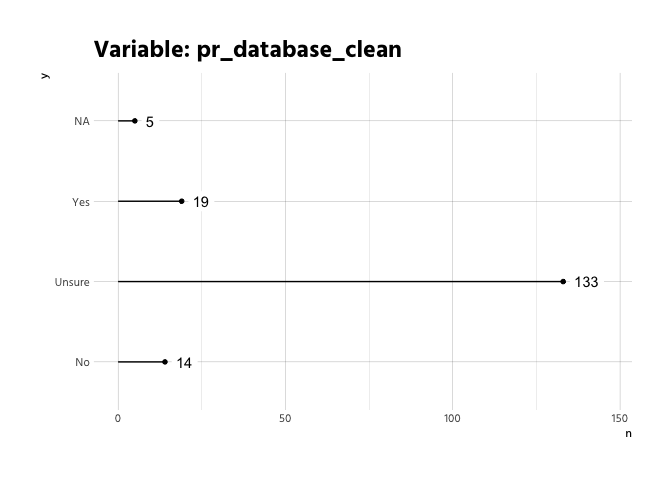 Variable: pr_database_clean
y
NA
5
Yes
19
Unsure
133
No
14
0 50 100 150
n